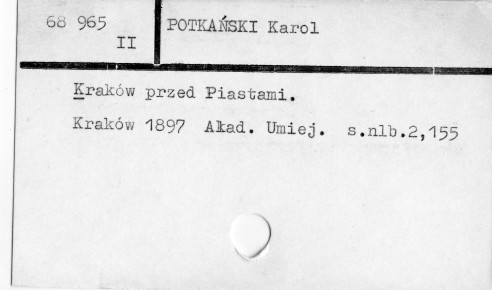 68 965
II
POTKAŃSKI Karol
Kraków przed Piastami.
Kraków 1897 Akad. Umiej. s.nlb.2,155